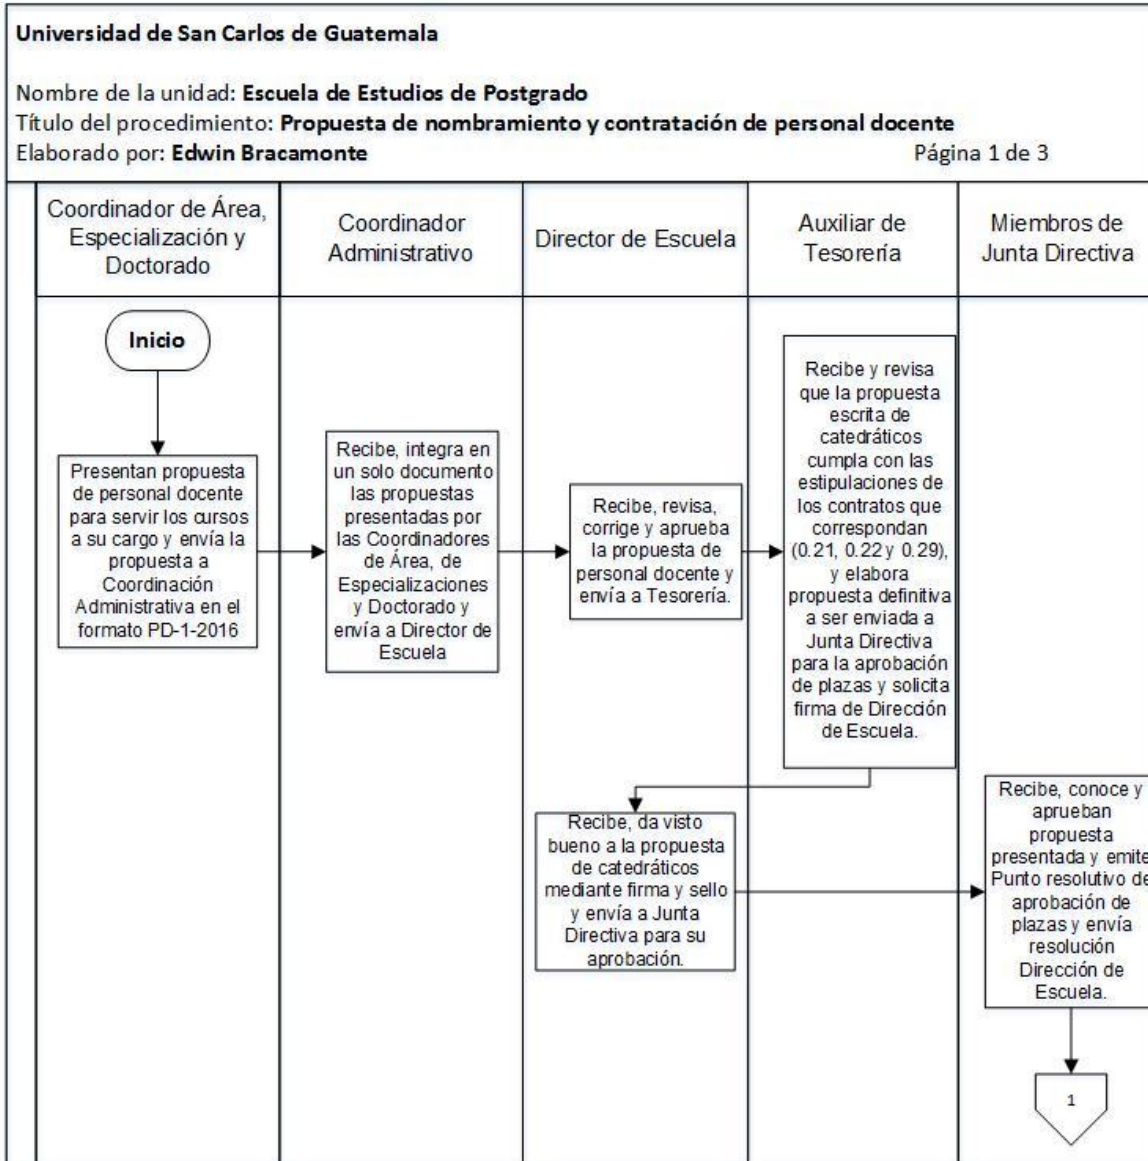 Universidad de San Carlos de Guatemala
Nombre de la unidad: Escuela de Estudios de Postgrado
Título del procedimiento: Propuesta de nombramiento y contratación de personal docente
Elaborado por: Edwin Bracamonte
Página 1 de 3
Coordinador de Área,
Especialización y
Doctorado
Coordinador
Administrativo
Director de Escuela
Auxiliar de
Tesorería
Miembros de
Junta Directiva
Inicio
Presentan propuesta
de personal docente
para servir los cursos
a su cargo y envía la
propuesta a
Coordinación
Administrativa en el
formato PD-1-2016
Recibe, integra en
un solo documento
las propuestas
presentadas por
las Coordinadores
de Área, de
Especializaciones
y Doctorado y
envía a Director de
Escuela
Recibe, revisa,
corrige y aprueba
la propuesta de
personal docente y
envía a Tesorería.
Recibe y revisa
que la propuesta
escrita de
catedráticos
cumpla con las
estipulaciones de
los contratos que
correspondan
(0.21, 0.22 y 0.29),
y elabora
propuesta definitiva
a ser enviada a
Junta Directiva
para la aprobación
de plazas y solicita
firma de Dirección
de Escuela.
Recibe, da visto
bueno a la propuesta
de catedráticos
mediante firma y sello
y envía a Junta
Directiva para su
aprobación.
Recibe, conoce y
aprueban
propuesta
presentada y emite
Punto resolutivo de
aprobación de
plazas y envía
resolución
Dirección de
Escuela.
1